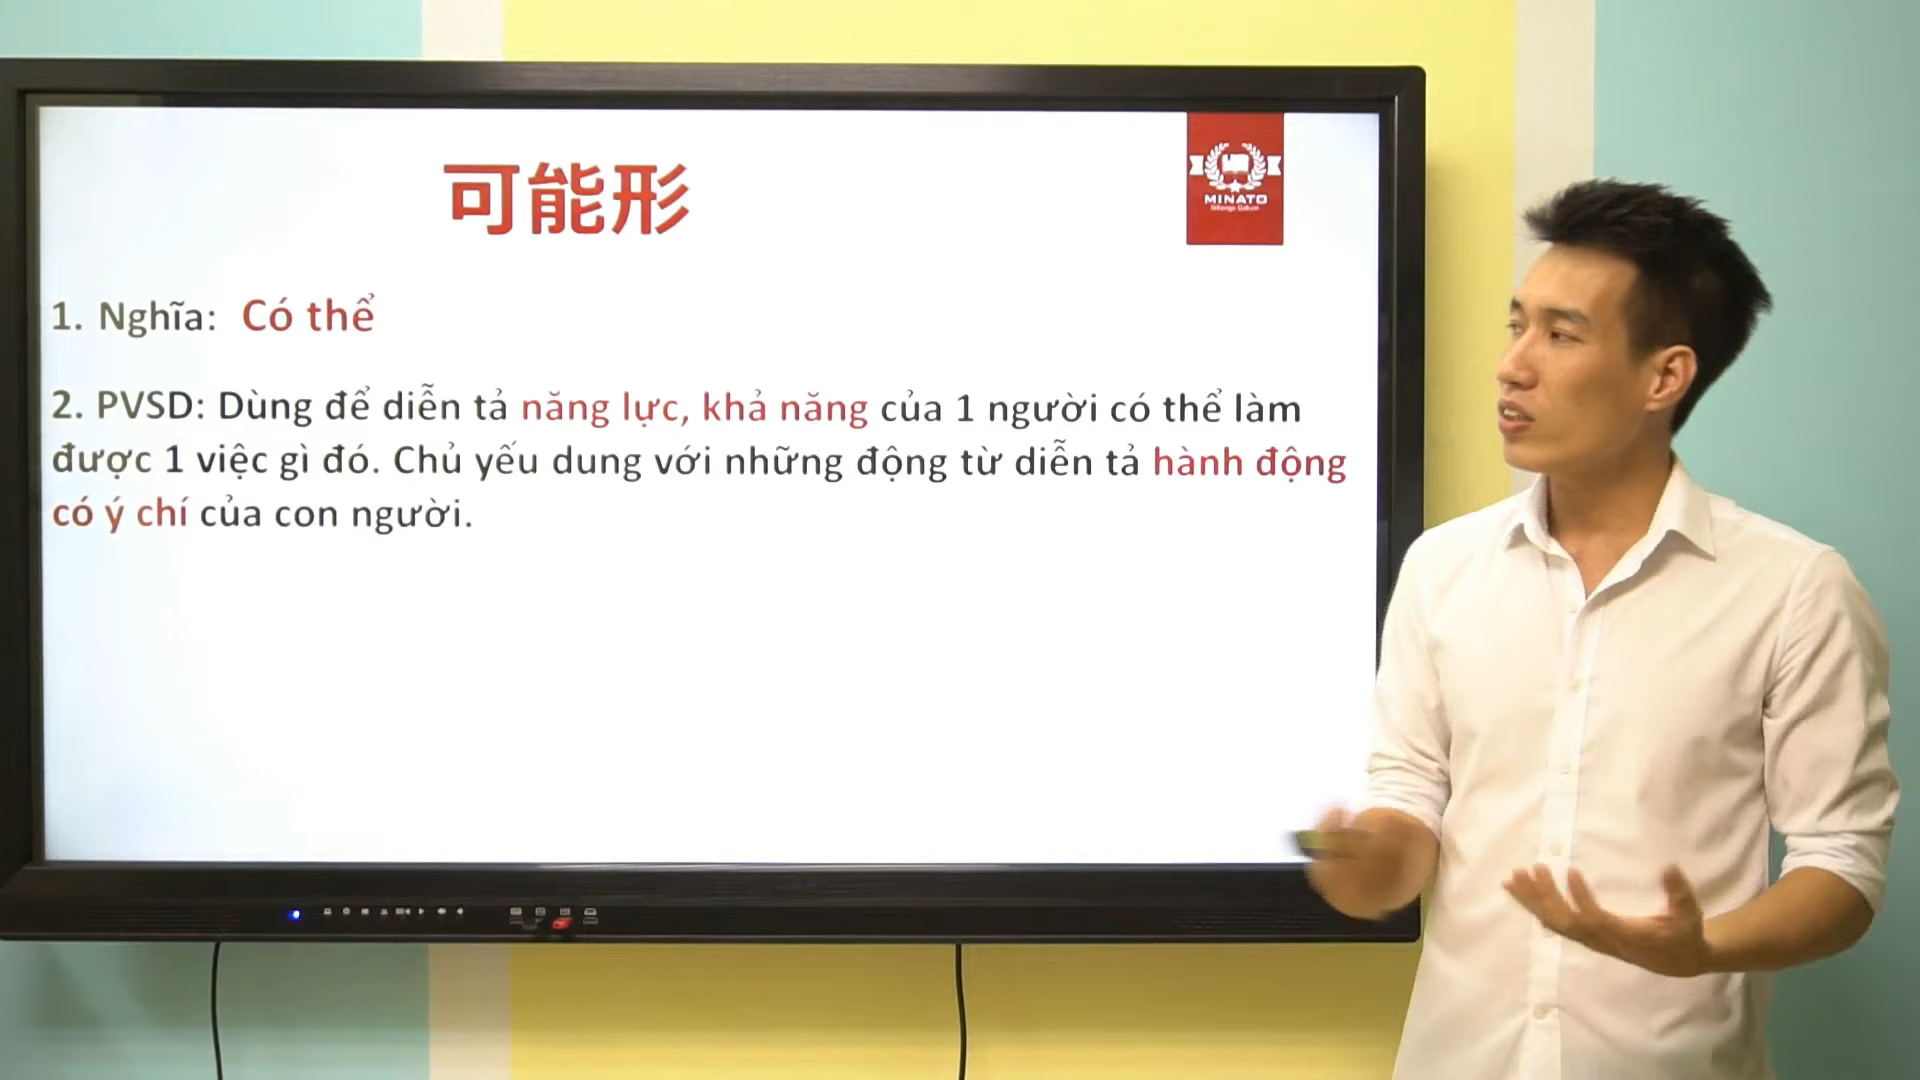 可能形
MINATO
1. Nghĩa: Có thể
2. PVSD: Dùng để diễn tả năng lực, khả năng của 1 người có thể làm
được 1 việc gì đó. Chủ yếu dung với những động từ diễn tả hành động
có ý chí của con người.